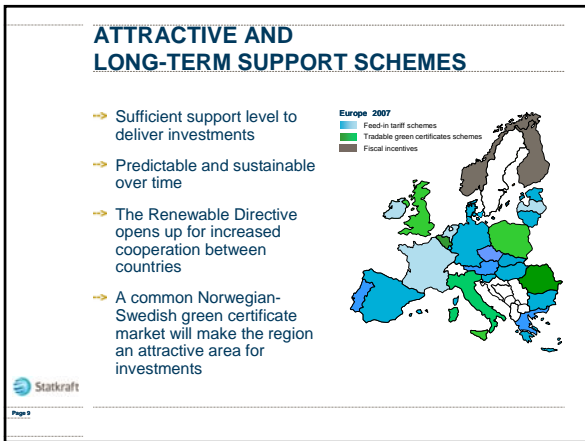 ATTRACTIVE AND
LONG-TERM SUPPORT SCHEMES
Sufficient support level to
deliver investments
Predictable and sustainable
over time
The Renewable Directive
opens up for increased
cooperation between
countries
A common Norwegian-
Swedish green certificate
market will make the region
an attractive area for
investments
Europe 2007
Feed-in tariff schemes
Tradable green certificates schemes
Fiscal incentives
Statkraft
Page 9